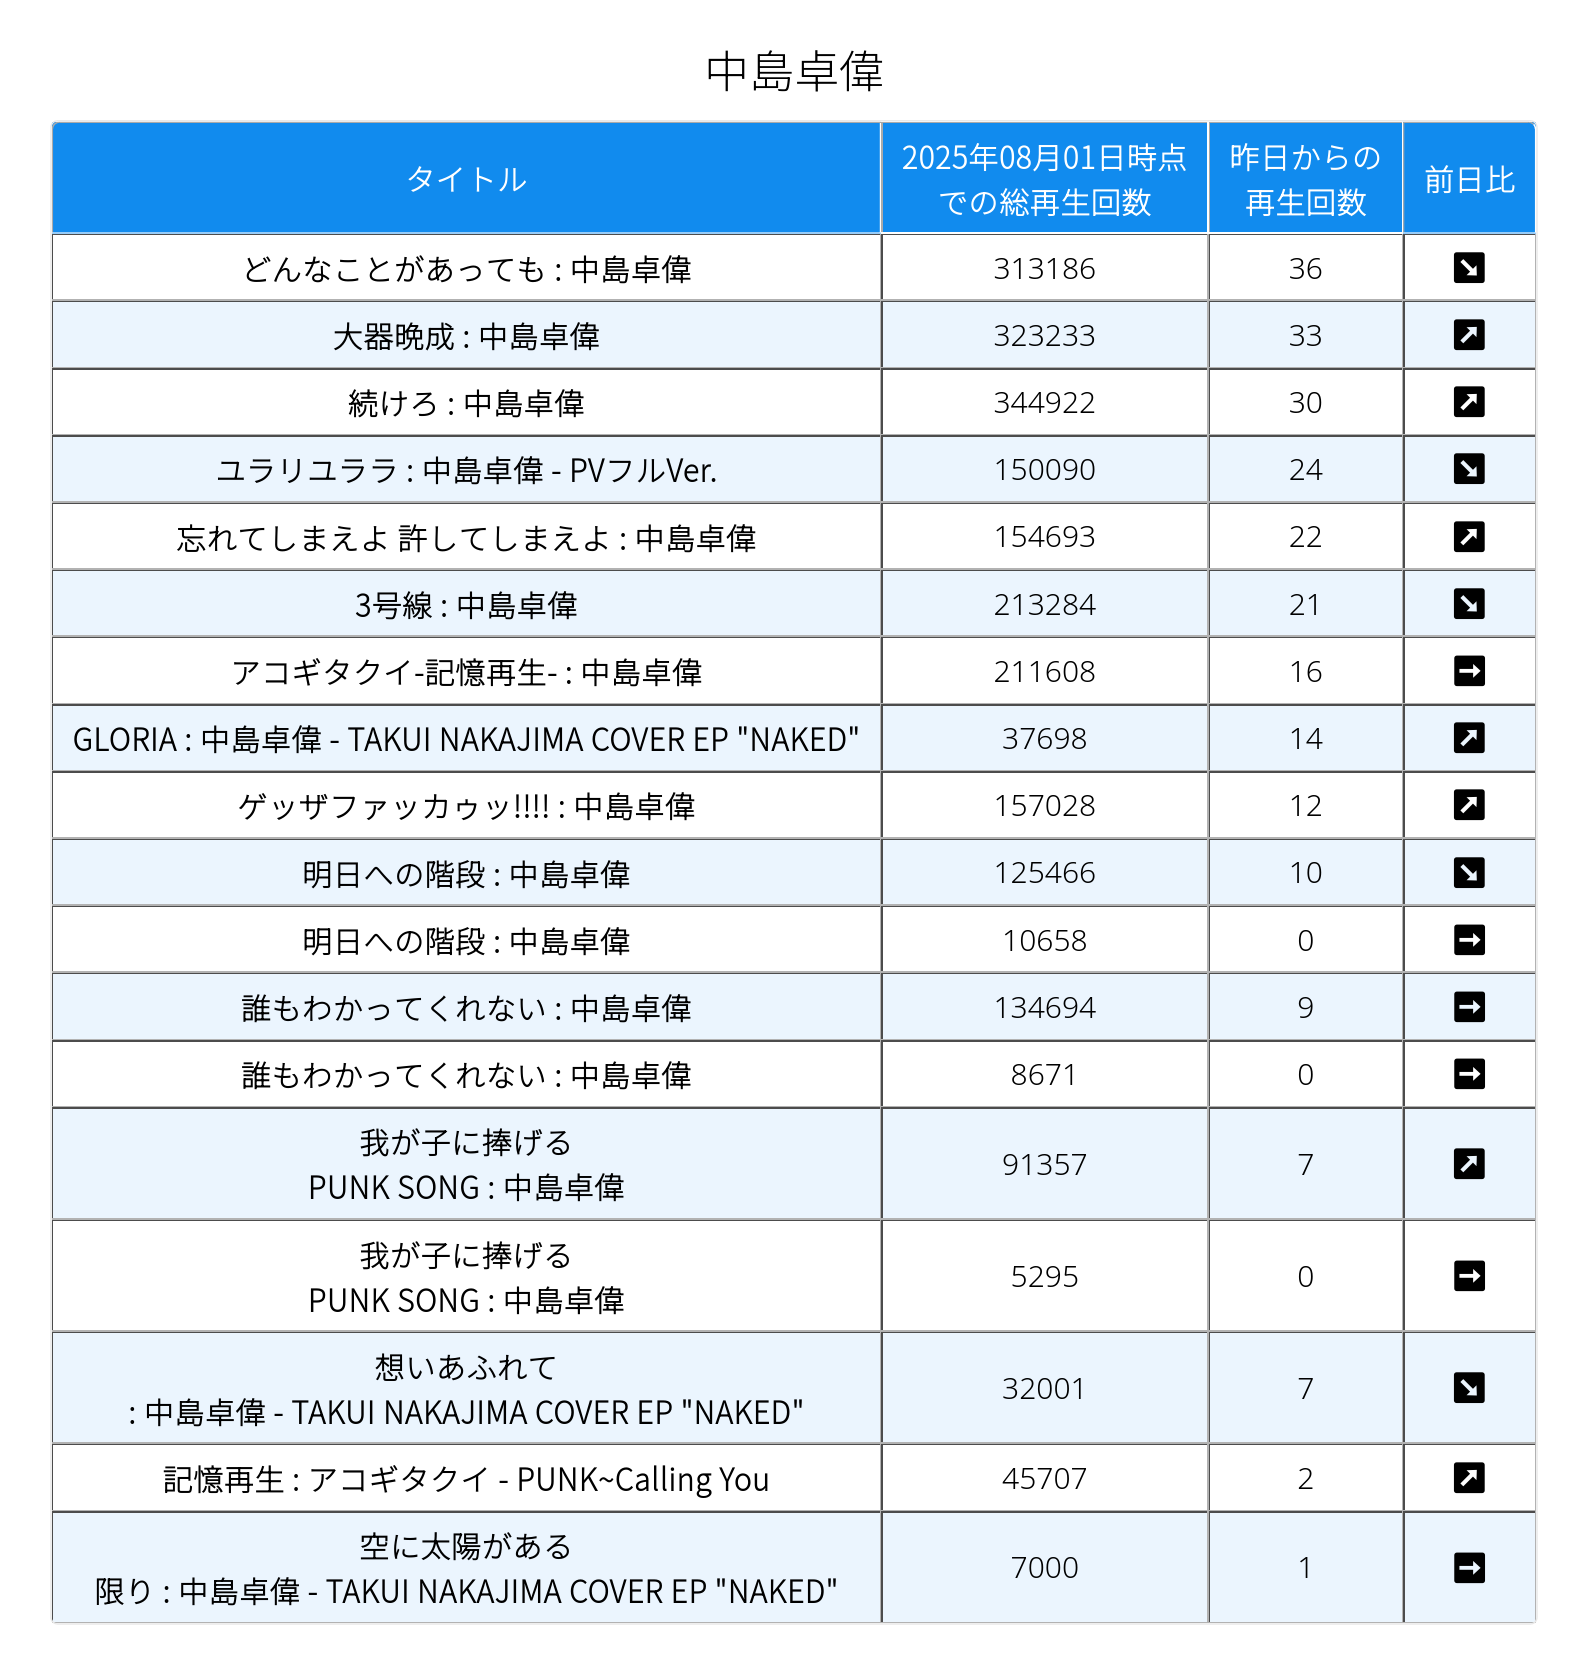 中島卓偉
タイトル
2025年08月01日時点
での総再生回数
昨日からの
再生回数
前日比
どんなことがあっても : 中島卓偉 313186 36 ↘
大器晩成 : 中島卓偉 323233 33 ↗
続けろ : 中島卓偉 344922 30 ↗
ユラリユララ : 中島卓偉 - PVフルVer. 150090 24 ↘
忘れてしまえよ 許してしまえよ : 中島卓偉 154693 22 ↗
3号線 : 中島卓偉 213284 21 ↘
アコギタクイ-記憶再生- : 中島卓偉 211608 16 →
GLORIA : 中島卓偉 - TAKUI NAKAJIMA COVER EP "NAKED" 37698 14 ↗
ゲッザファッカゥッ!!!! : 中島卓偉 157028 12 ↗
明日への階段 : 中島卓偉 125466 10 ↘
明日への階段 : 中島卓偉 10658 0 →
誰もわかってくれない : 中島卓偉 134694 9 →
誰もわかってくれない : 中島卓偉 8671 0 →
我が子に捧げる
PUNK SONG : 中島卓偉 91357 7 ↗
我が子に捧げる
PUNK SONG : 中島卓偉 5295 0 →
想いあふれて
: 中島卓偉 - TAKUI NAKAJIMA COVER EP "NAKED" 32001 7 ↘
記憶再生 : アコギタクイ - PUNK~Calling You 45707 2 ↗
空に太陽がある
限り : 中島卓偉 - TAKUI NAKAJIMA COVER EP "NAKED" 7000 1 →